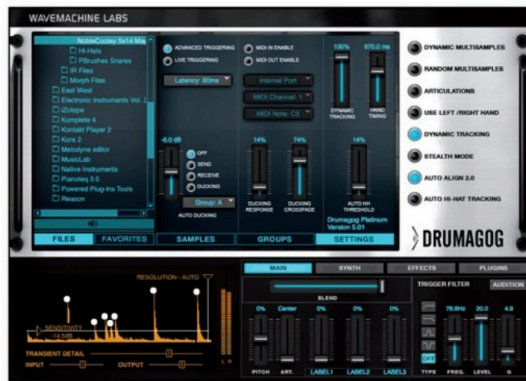 WAVEMACHINE LABS
NobleCooley 5x14 Map
Hi-Hats
PBrushes Snares
IR Files
Morph Files
East West
Electronic Instruments Vol. 2
iZotope
Komplete 4
Kontakt Player 2
Kore 2
Melodyne editor
MusicLab
Native Instruments
Pianoteq 3.5
Powered Plug-ins Tools
Reason
ADVANCED TRIGGERING
LIVE TRIGGERING
Latency: 80ms
MIDI IN ENABLE
MIDI OUT ENABLE
Internal Port
MIDI Channel: 1
MIDI Note: C3
100%
670.0 ms
DYNAMIC TRACKING
HAND TIMING
-6.0 dB
OFF
SEND
RECEIVE
DUCKING
Group: A
AUTO DUCKING
14%
74%
14%
DUCKING RESPONSE
DUCKING CROSSFADE
AUTO HH THRESHOLD
Drumagog Platinum
Version 5.01
FILES
FAVORITES
SAMPLES
GROUPS
SETTINGS
DYNAMIC MULTISAMPLES
RANDOM MULTISAMPLES
ARTICULATIONS
USE LEFT /RIGHT HAND
DYNAMIC TRACKING
STEALTH MODE
AUTO ALIGN 2.0
AUTO HI-HAT TRACKING
DRUMAGOG
RESOLUTION - AUTO
SENSITIVITY
-14.5dB
TRANSIENT DETAIL
INPUT
OUTPUT
L R
MAIN
SYNTH
EFFECTS
PLUGINS
BLEND
0%
Center
0%
0%
0%
PITCH
ART.
LABEL1
LABEL2
LABEL3
TRIGGER FILTER
AUDITION
78.6Hz
20.0
4.9
OFF
TYPE
FREQ.
LEVEL
Q